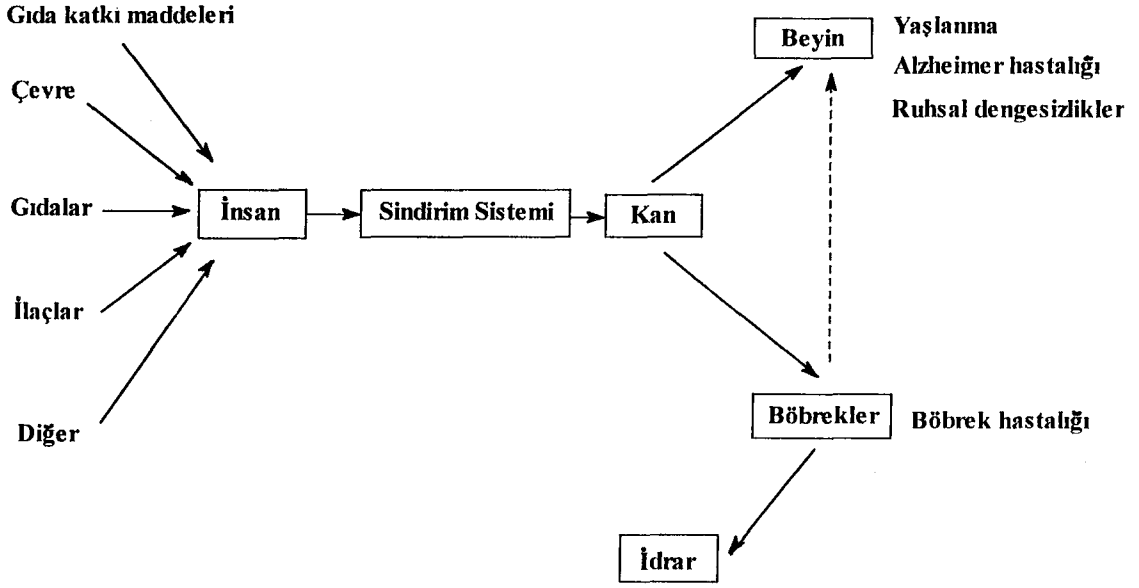 Gıda katkı maddeleri
Çevre
Gıdalar
İlaçlar
Diğer
İnsan
Sindirim Sistemi
Kan
Beyin
Yaşlanma
Alzheimer hastalığı
Ruhsal dengesizlikler
Böbrekler
Böbrek hastalığı
İdrar